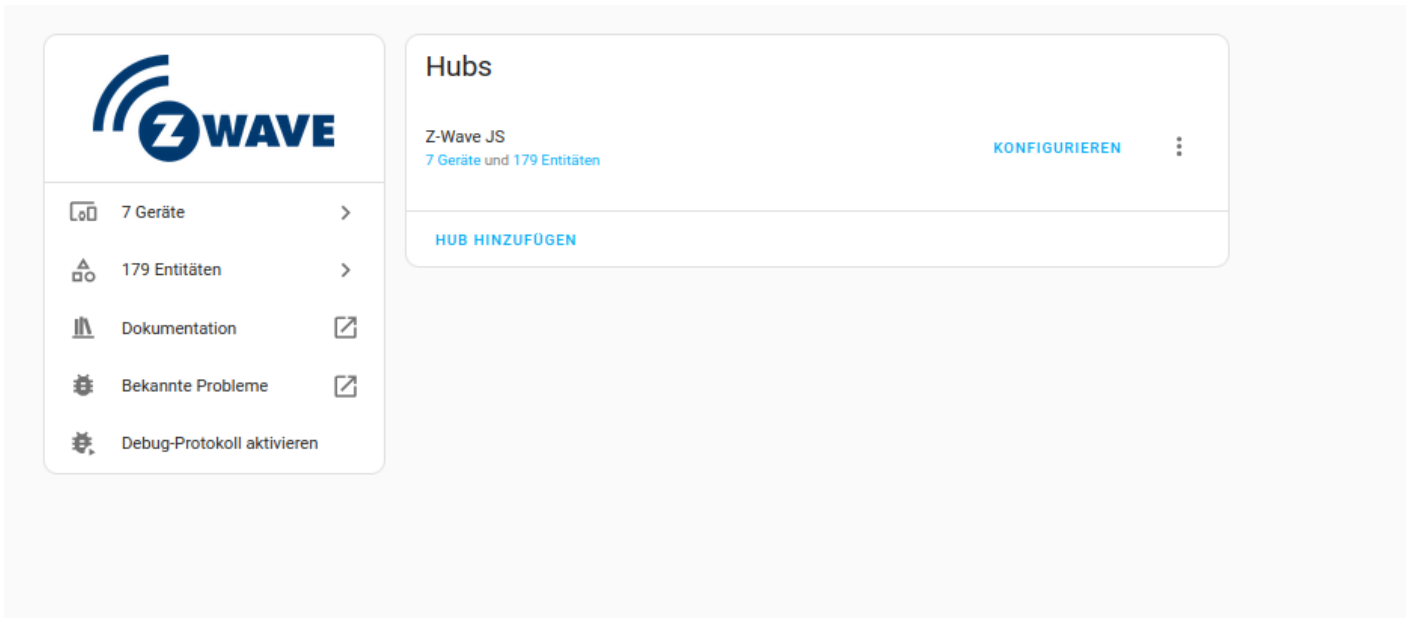 Z WAVE
7 Geräte
179 Entitäten
Dokumentation
Bekannte Probleme
Debug-Protokoll aktivieren
Hubs
Z-Wave JS
7 Geräte und 179 Entitäten
KONFIGURIEREN
HUB HINZUFÜGEN